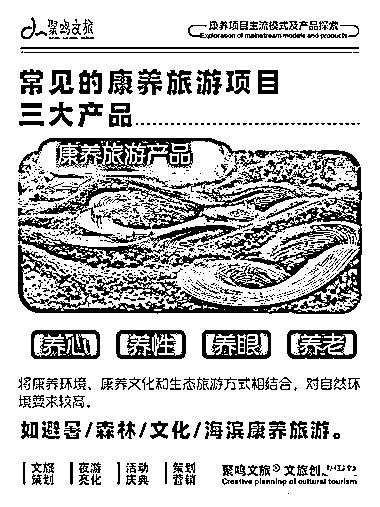 聚鸣文旅
康养项目主流模式及产品探索
Exploration of mainstream models and products
常见的康养旅游项目
三大产品
康养旅游产品
养心 养性 养眼 养老
将康养环境、康养文化和生态旅游方式相结合，对自然环
境要求较高。
如避暑/森林/文化/海滨康养旅游。
文旅 夜游 活动 策划
策划 亮化 庆典 营销
聚鸣文旅® 文旅创
Creative planning of cultural tourism